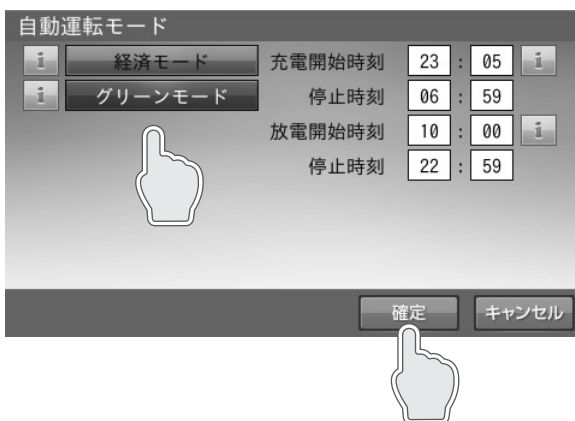 自動運転モード
i 経済モード 充電開始時刻 23 : 05 i
i グリーンモード 停止時刻 06 : 59
放電開始時刻 10 : 00 i
停止時刻 22 : 59
確定 キャンセル